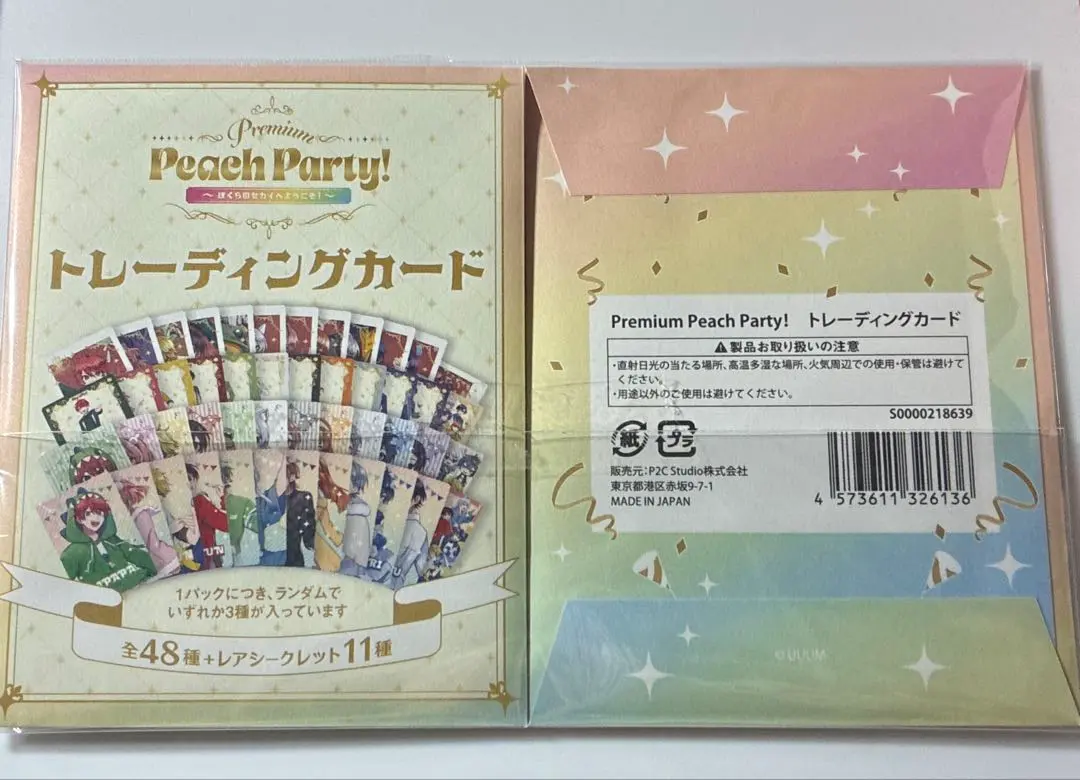 Premium
Peach Party!
～ ぼくらのセカイへようこそ！～
トレーディングカード
1パックにつき、ランダムで
いずれか3種が入っています
全48種+レアシークレット11種
Premium Peach Party! トレーディングカード
⚠製品お取り扱いの注意
・直射日光の当たる場所、高温多湿な場所、火気周辺での使用・保管は避けて
ください。
・用途以外のご使用は避けてください。
S0000218639
紙 プラ
販売元：P2C Studio株式会社
東京都港区赤坂9-7-1
MADE IN JAPAN
4 573611 326136
©UUUM